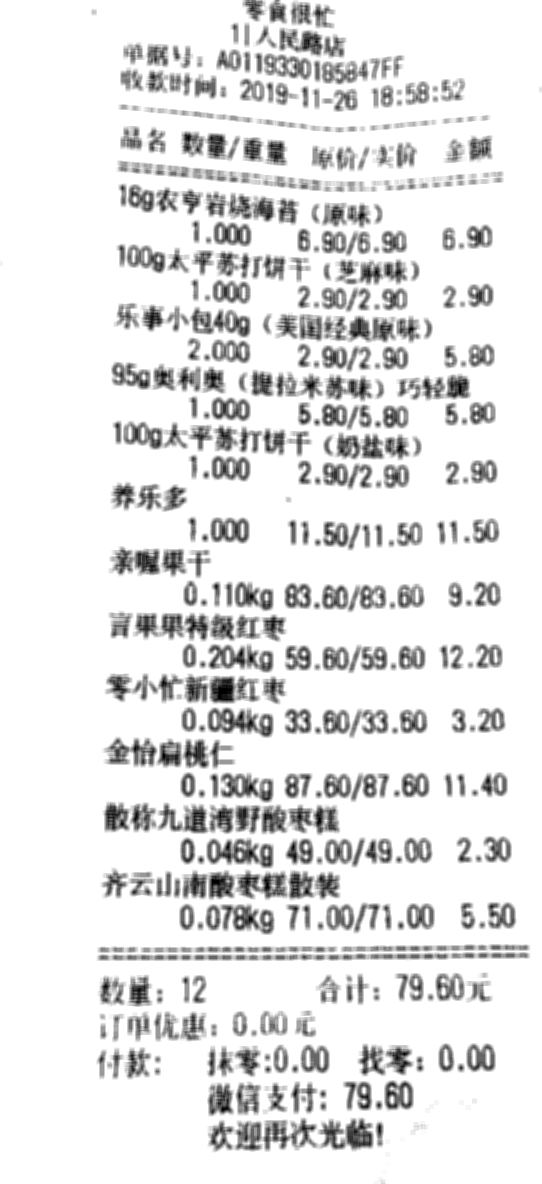 零食很忙
11人民路店
单据号：A0119330185847FF
收款时间：2019-11-26 18:58:52
品名 数量/重量 原价/实价 金额
16g农亨岩烧海苔（原味）
1.000 6.90/6.90 6.90
100g太平苏打饼干（芝麻味）
1.000 2.90/2.90 2.90
乐事小包40g（美国经典原味）
2.000 2.90/2.90 5.80
95g奥利奥（提拉米苏味）巧轻脆
1.000 5.80/5.80 5.80
100g太平苏打饼干（奶盐味）
1.000 2.90/2.90 2.90
养乐多
1.000 11.50/11.50 11.50
亲喔果干
0.110kg 83.60/83.60 9.20
言果果特级红枣
0.204kg 59.60/59.60 12.20
零小忙新疆红枣
0.094kg 33.60/33.60 3.20
金怡扁桃仁
0.130kg 87.60/87.60 11.40
散称九道湾野酸枣糕
0.046kg 49.00/49.00 2.30
齐云山南酸枣糕散装
0.078kg 71.00/71.00 5.50
数量：12 合计：79.60元
订单优惠：0.00元
付款： 抹零:0.00 找零：0.00
微信支付: 79.60
欢迎再次光临!